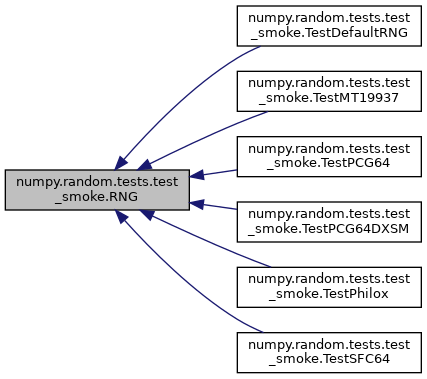 numpy.random.tests.test
_smoke.RNG
numpy.random.tests.test
_smoke.TestDefaultRNG
numpy.random.tests.test
_smoke.TestMT19937
numpy.random.tests.test
_smoke.TestPCG64
numpy.random.tests.test
_smoke.TestPCG64DXSM
numpy.random.tests.test
_smoke.TestPhilox
numpy.random.tests.test
_smoke.TestSFC64